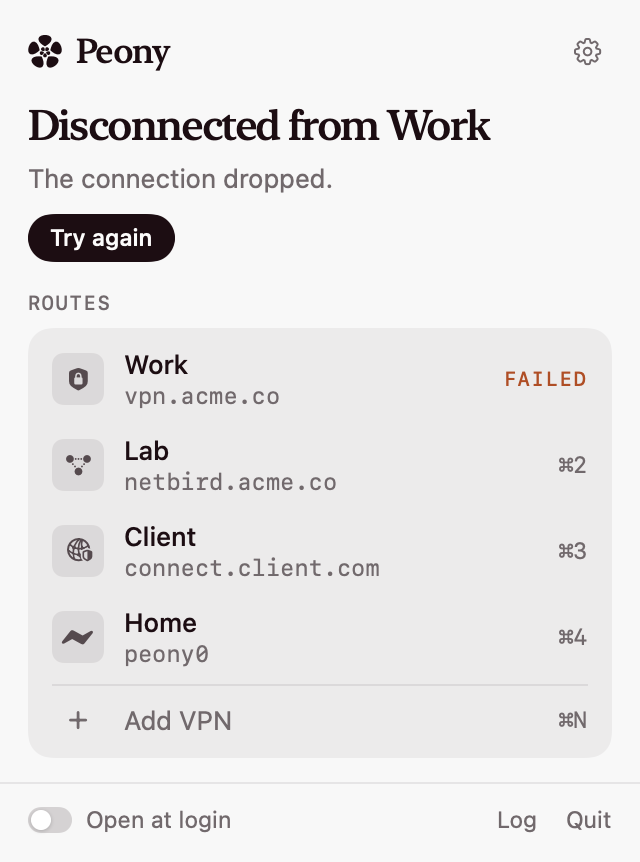 Peony
Disconnected from Work
The connection dropped.
Try again
ROUTES
Work
vpn.acme.co
FAILED
Lab
netbird.acme.co
⌘2
Client
connect.client.com
⌘3
Home
peony0
⌘4
+ Add VPN
⌘N
Open at login
Log
Quit